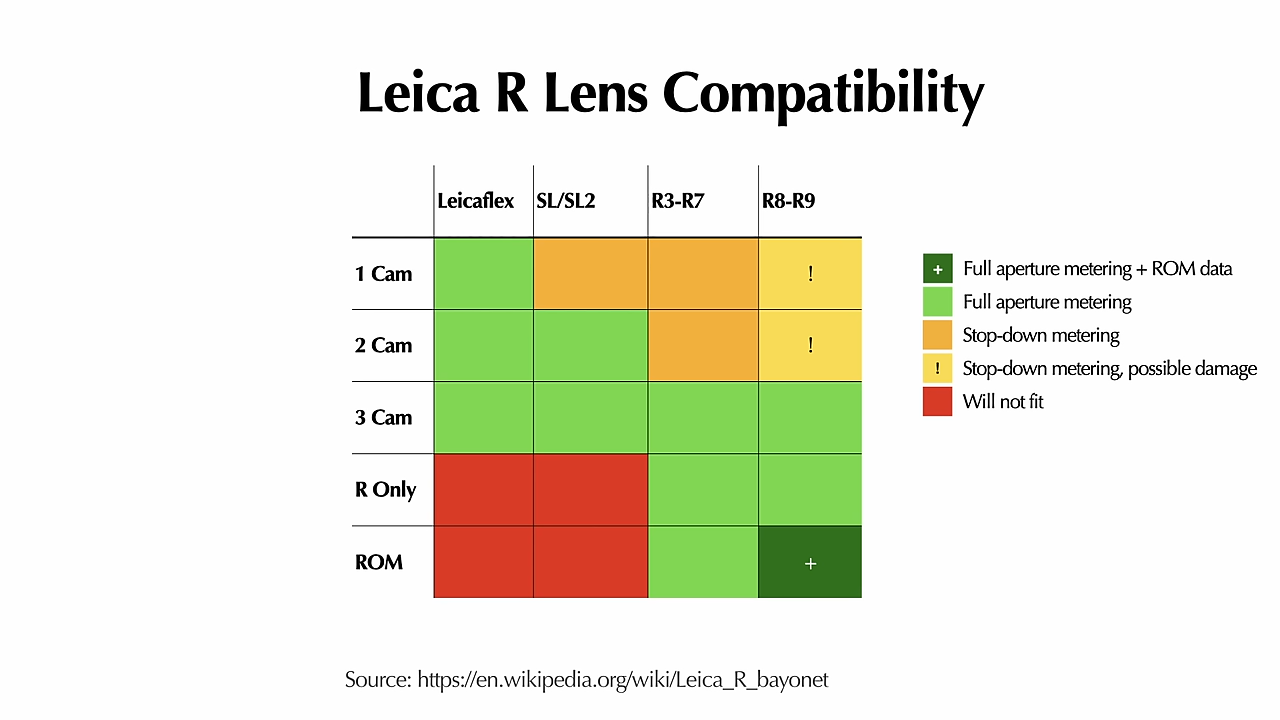 Leica R Lens Compatibility
Leicaflex SL/SL2 R3-R7 R8-R9
1 Cam !
2 Cam !
3 Cam
R Only
ROM +
+ Full aperture metering + ROM data
Full aperture metering
Stop-down metering
! Stop-down metering, possible damage
Will not fit
Source: https://en.wikipedia.org/wiki/Leica_R_bayonet